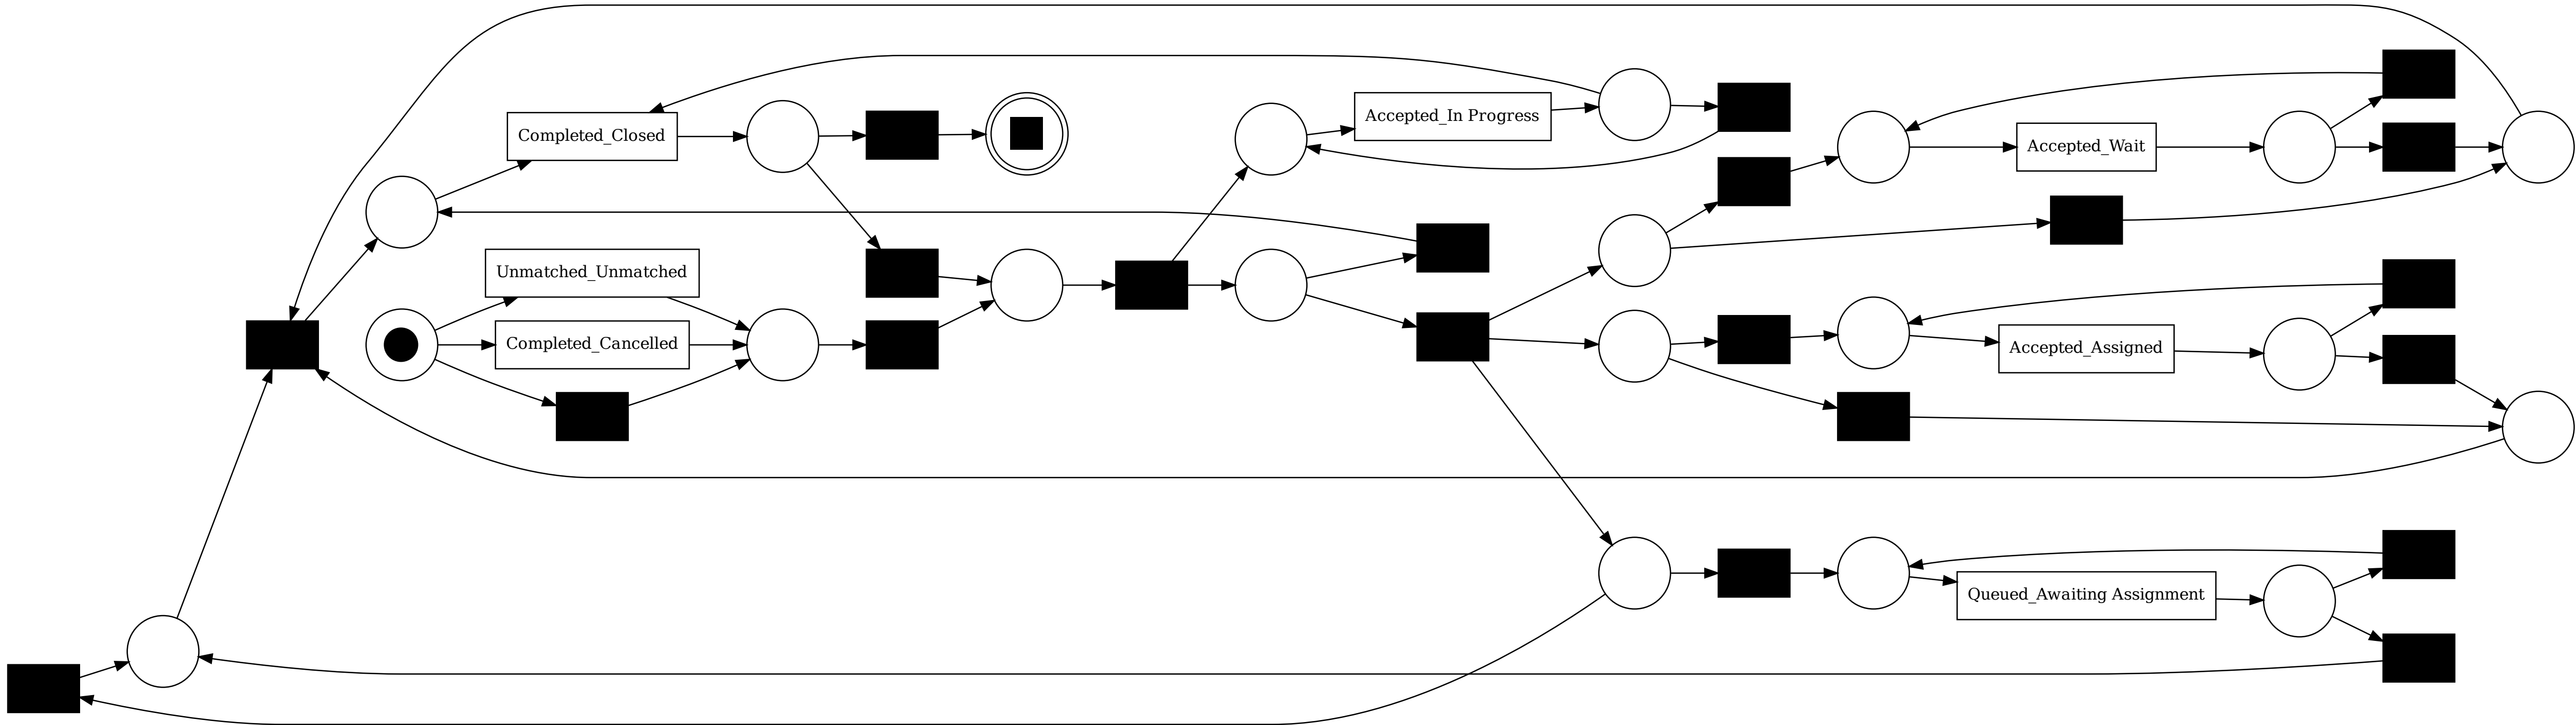 Completed_Closed
Accepted_In Progress
Accepted_Wait
Unmatched_Unmatched
Completed_Cancelled
Accepted_Assigned
Queued_Awaiting Assignment